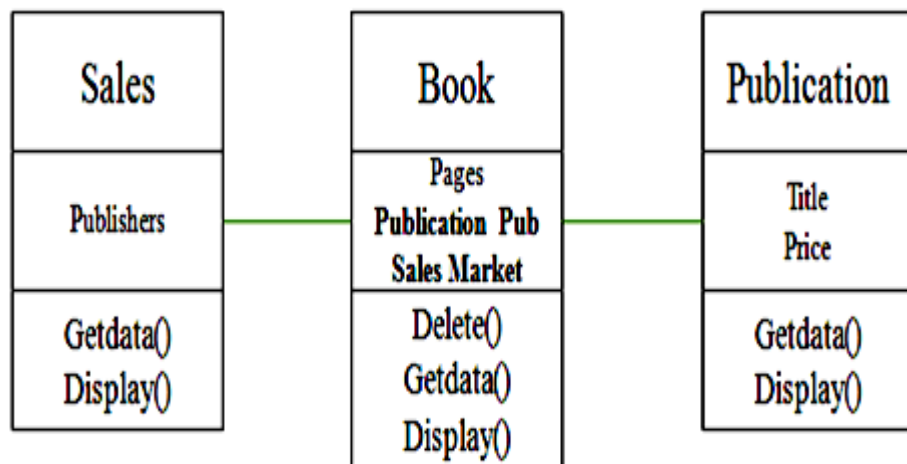 Sales
Publishers
Getdata()
Display()
Book
Pages
Publication Pub
Sales Market
Delete()
Getdata()
Display()
Publication
Title
Price
Getdata()
Display()